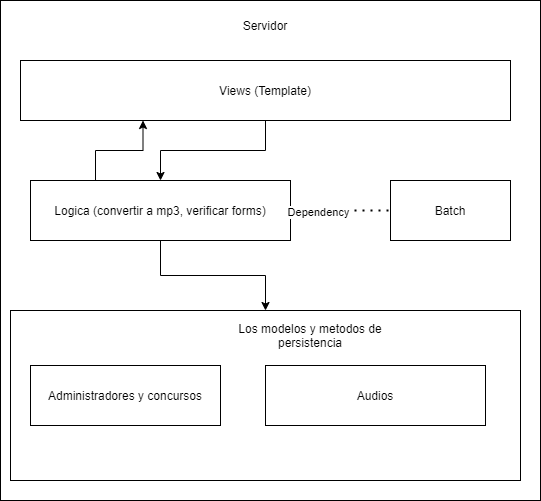 Servidor
Views (Template)
Logica (convertir a mp3, verificar forms)
Dependency
Batch
Los modelos y metodos de
persistencia
Administradores y concursos
Audios